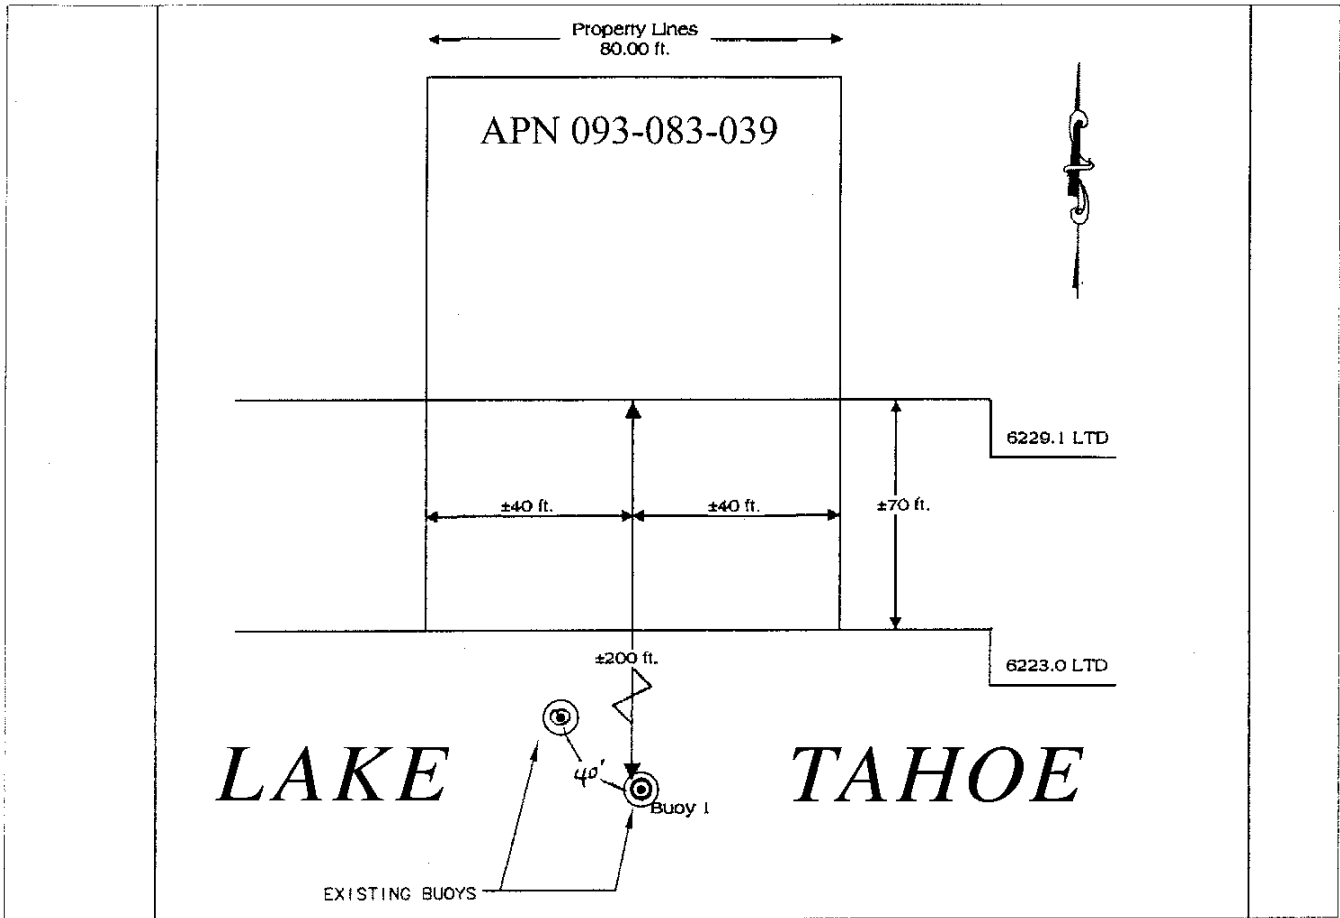 Property Lines
80.00 ft.
APN 093-083-039
6229.1 LTD
±40 ft.
±40 ft.
±70 ft.
±200 ft.
6223.0 LTD
LAKE
TAHOE
40'
Buoy 1
EXISTING BUOYS